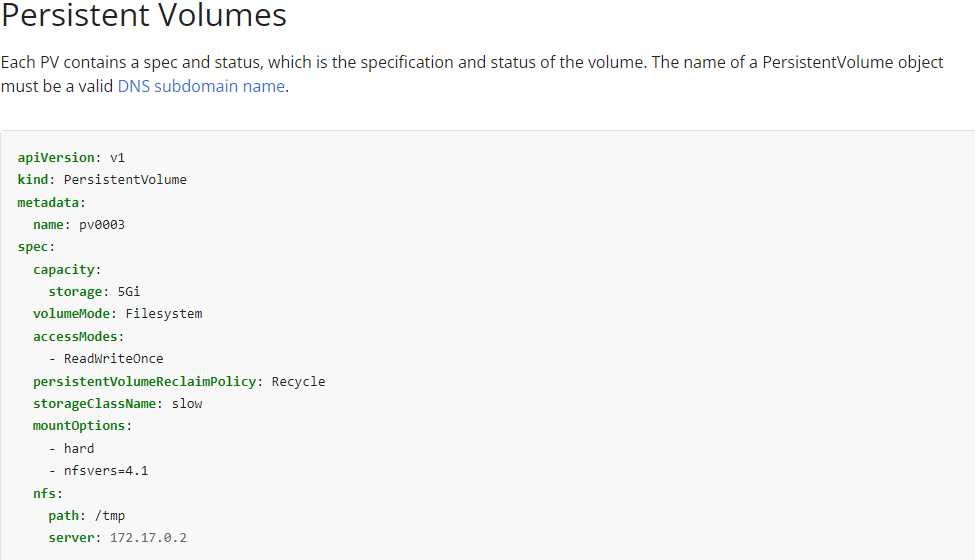 Persistent Volumes
Each PV contains a spec and status, which is the specification and status of the volume. The name of a PersistentVolume object
must be a valid DNS subdomain name.
apiVersion: v1
kind: PersistentVolume
metadata:
  name: pv0003
spec:
  capacity:
    storage: 5Gi
  volumeMode: Filesystem
  accessModes:
    - ReadWriteOnce
  persistentVolumeReclaimPolicy: Recycle
  storageClassName: slow
  mountOptions:
    - hard
    - nfsvers=4.1
  nfs:
    path: /tmp
    server: 172.17.0.2